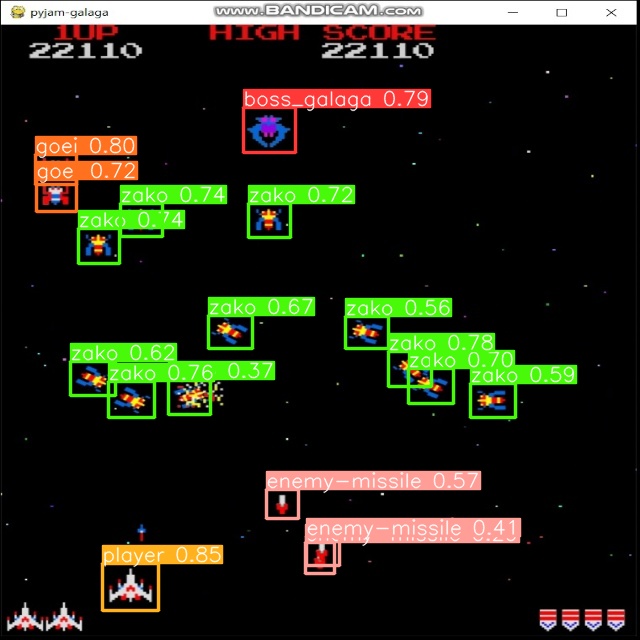 pyjam-galaga
www.BANDICAM.com
1UP HIGH SCORE
22110 22110
boss_galaga 0.79
goei 0.80
goe 0.72
zako 0.74
zako 0.72
zako 0.74
zako 0.67
zako 0.56
zako 0.78
zako 0.62
zako 0.70
zako 0.76
0.37
zako 0.59
enemy-missile 0.57
enemy-missile 0.41
player 0.85